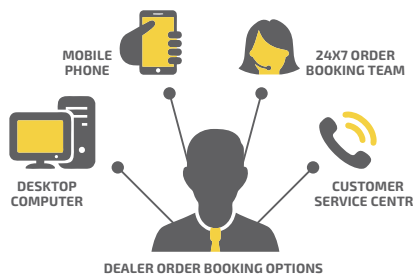 MOBILE
PHONE
24X7 ORDER
BOOKING TEAM
DESKTOP
COMPUTER
CUSTOMER
SERVICE CENTR
DEALER ORDER BOOKING OPTIONS